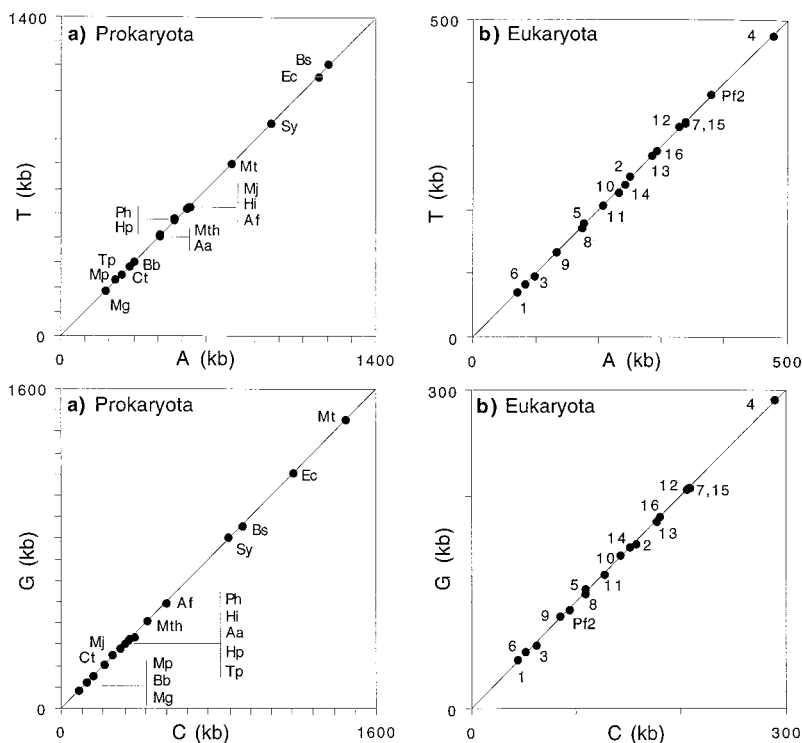 1400
a) Prokaryota
Bs
Ec
Sy
Mt
Mj
Hi
Af
Ph
Hp
Mth
Aa
Tp
Bb
Mp
Ct
Mg
T (kb)
0
0
A (kb)
1400
500
b) Eukaryota
4
Pf2
12
7,15
16
13
2
10
14
5
11
8
9
6
3
1
T (kb)
0
0
A (kb)
500
1600
a) Prokaryota
Mt
Ec
Bs
Sy
Af
Mth
Ph
Hi
Aa
Hp
Tp
Mj
Ct
Mp
Bb
Mg
G (kb)
0
0
C (kb)
1600
300
b) Eukaryota
4
12
7,15
16
13
14
2
10
11
5
8
9
Pf2
6
3
1
G (kb)
0
0
C (kb)
300